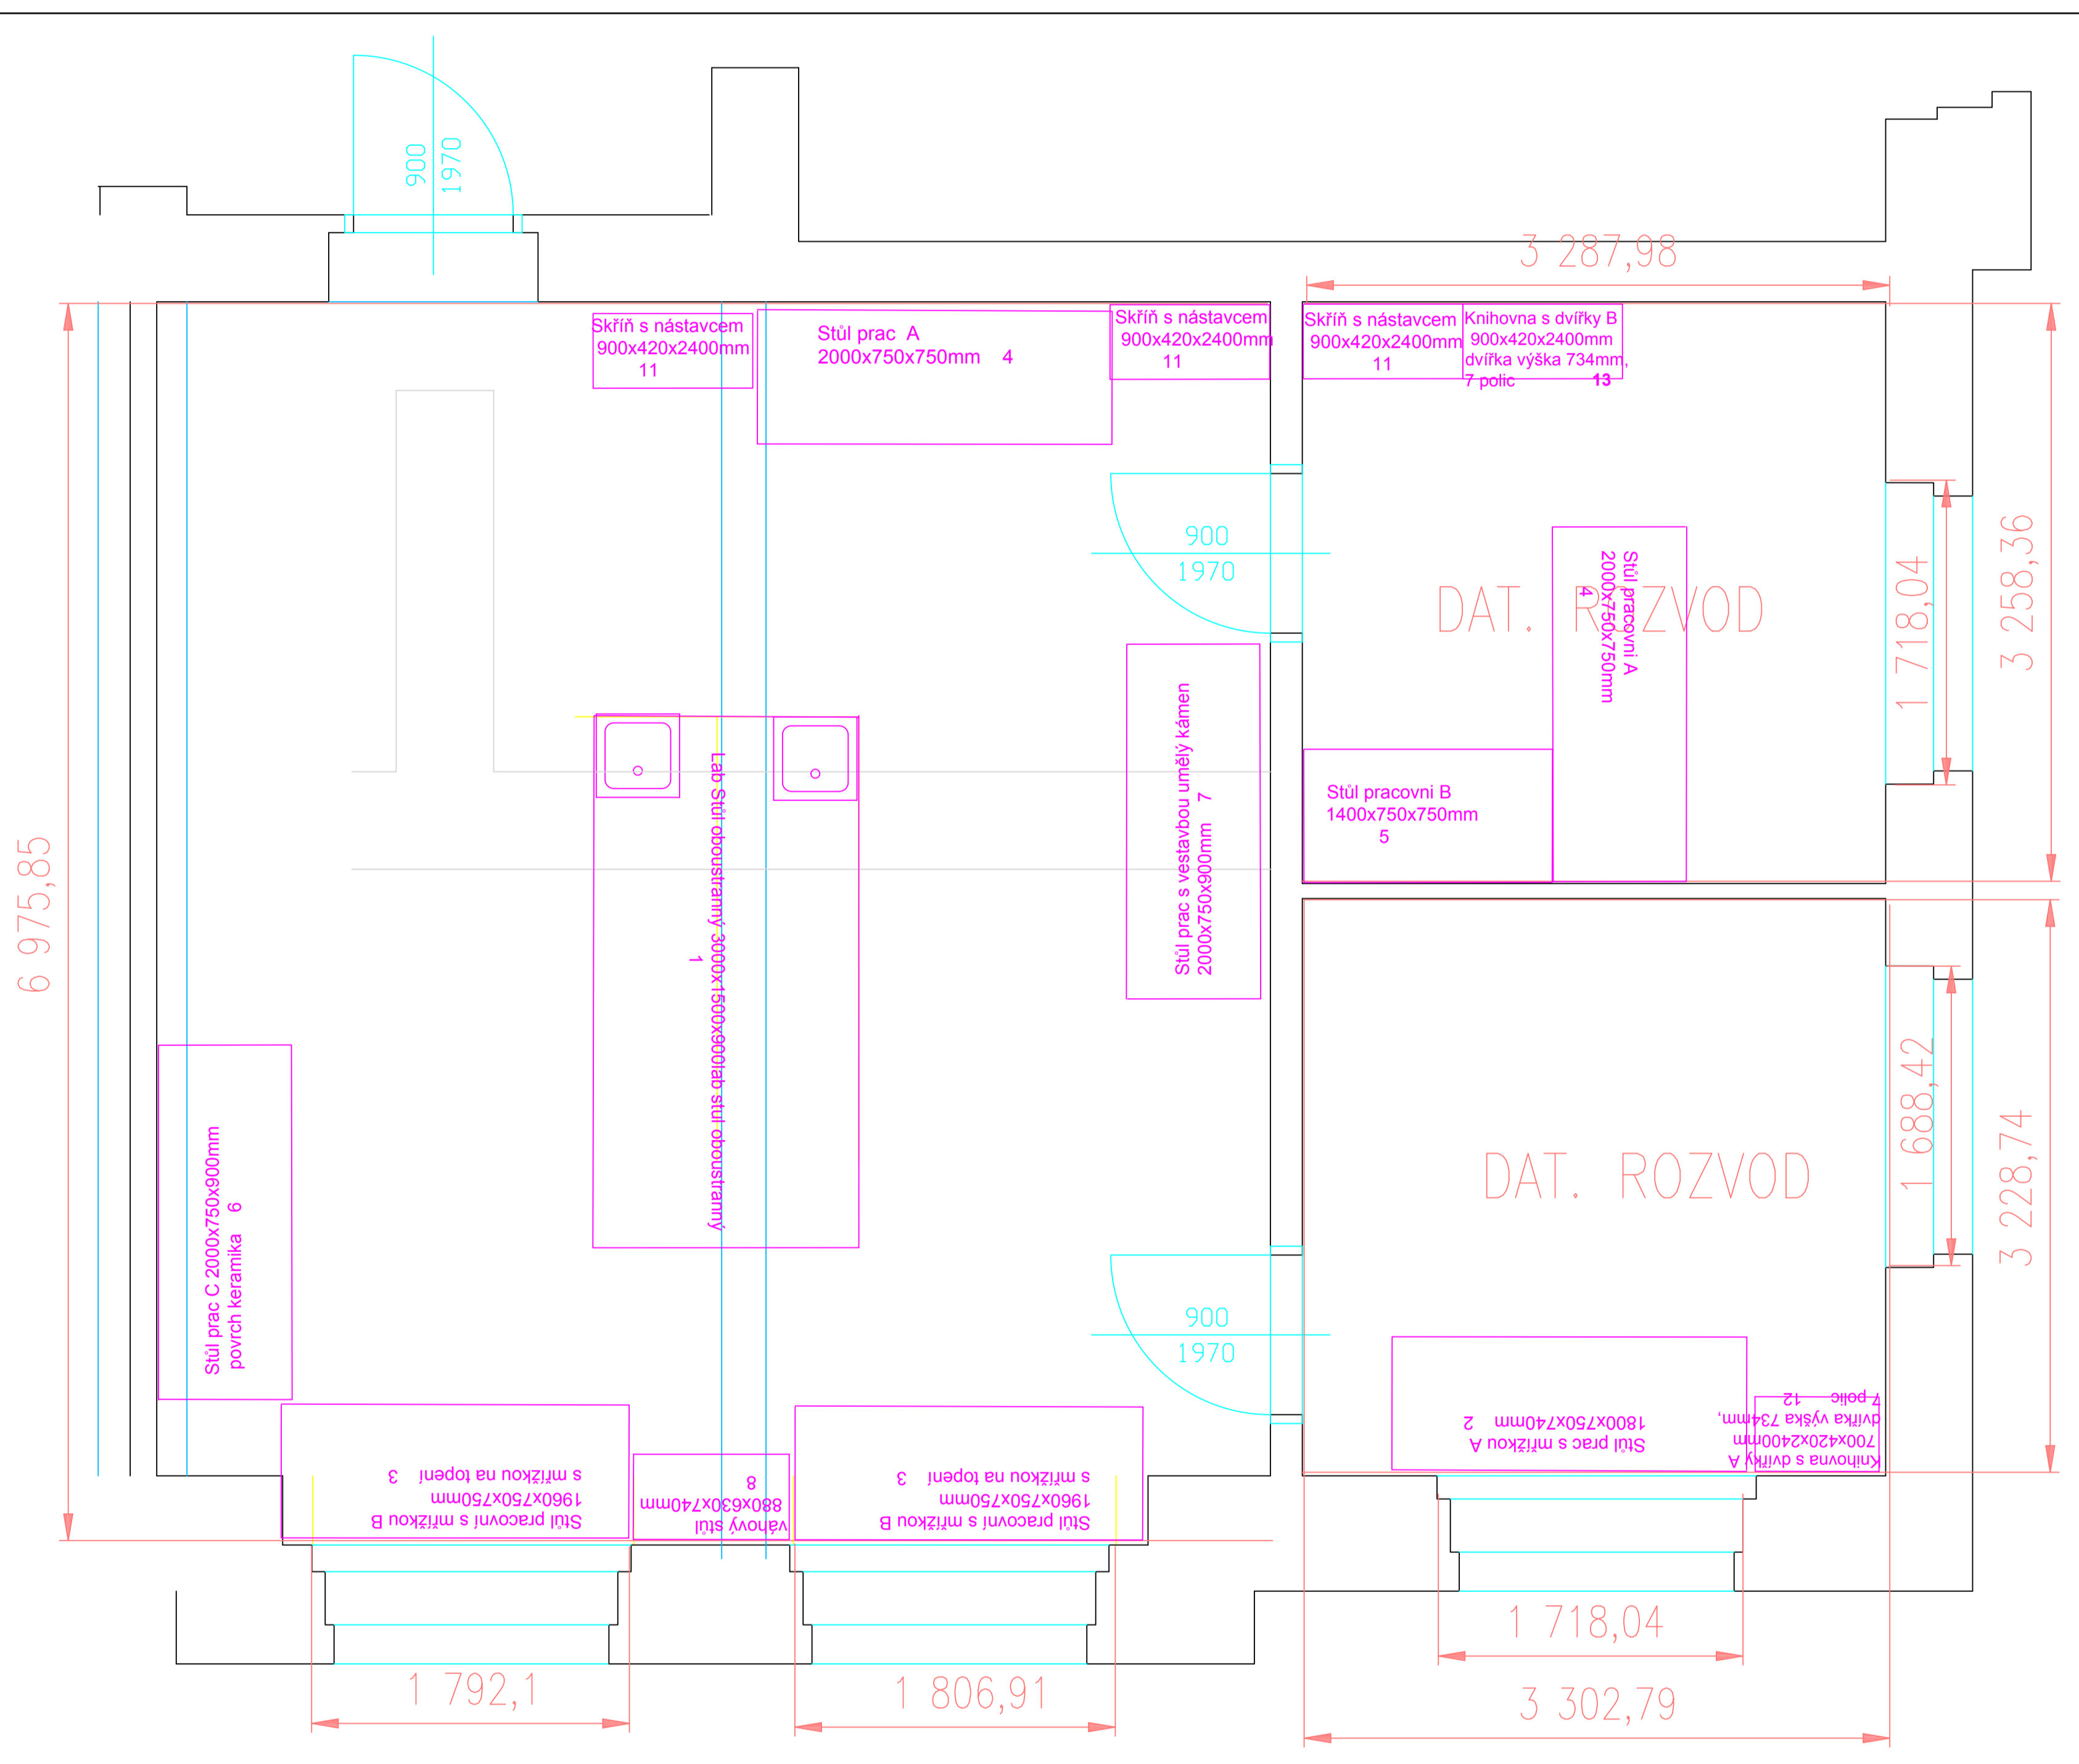 900
1970
3 287,98
Skříň s nástavcem
900x420x2400mm
11
Stůl prac  A
2000x750x750mm    4
Skříň s nástavcem
900x420x2400mm
11
Skříň s nástavcem
900x420x2400mm
11
Knihovna s dvířky B
900x420x2400mm
dvířka výška 734mm,
7 polic    13
900
1970
DAT. ROZVOD
Stůl pracovni A
2000x750x750mm
4
1 718,04
3 258,36
Stůl pracovni B
1400x750x750mm
5
Stůl prac s vestavbou umělý kámen
2000x750x900mm    7
Lab Stůl oboustranný 3000x1500x900lab stul oboustranný
1
6 975,85
Stůl prac C 2000x750x900mm
povrch keramika    6
DAT. ROZVOD
1 688,42
3 228,74
900
1970
Stůl pracovní s mřížkou B
1960x750x750mm
s mřížkou na topení    3
váhový stůl
880x630x740mm
8
Stůl pracovní s mřížkou B
1960x750x750mm
s mřížkou na topení    3
Stůl prac s mřížkou A
1800x750x740mm    2
Knihovna s dvířky A
700x420x2400mm
dvířka výška 734mm,
7 polic    12
1 792,1
1 806,91
1 718,04
3 302,79